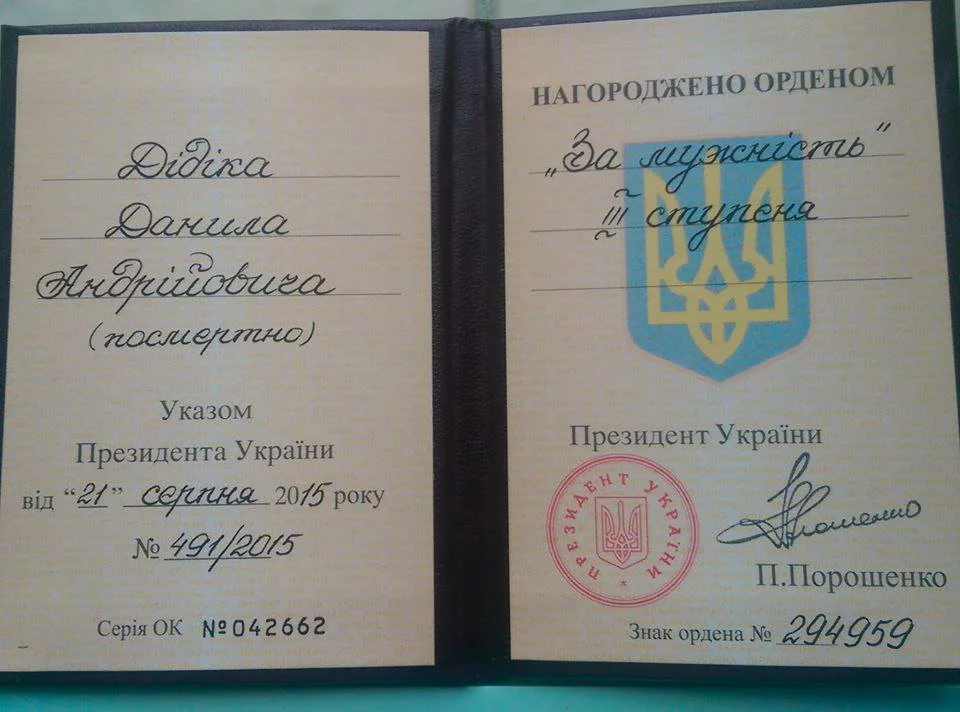 Дідіка
Данила
Андрійовича
(посмертно)
Указом
Президента України
від “21” серпня 2015 року
№ 491/2015
Серія ОК №042662
НАГОРОДЖЕНО ОРДЕНОМ
„За мужність”
III ступеня
Президент України
ПРЕЗИДЕНТ УКРАЇНИ
П.Порошенко
Знак ордена № 294959